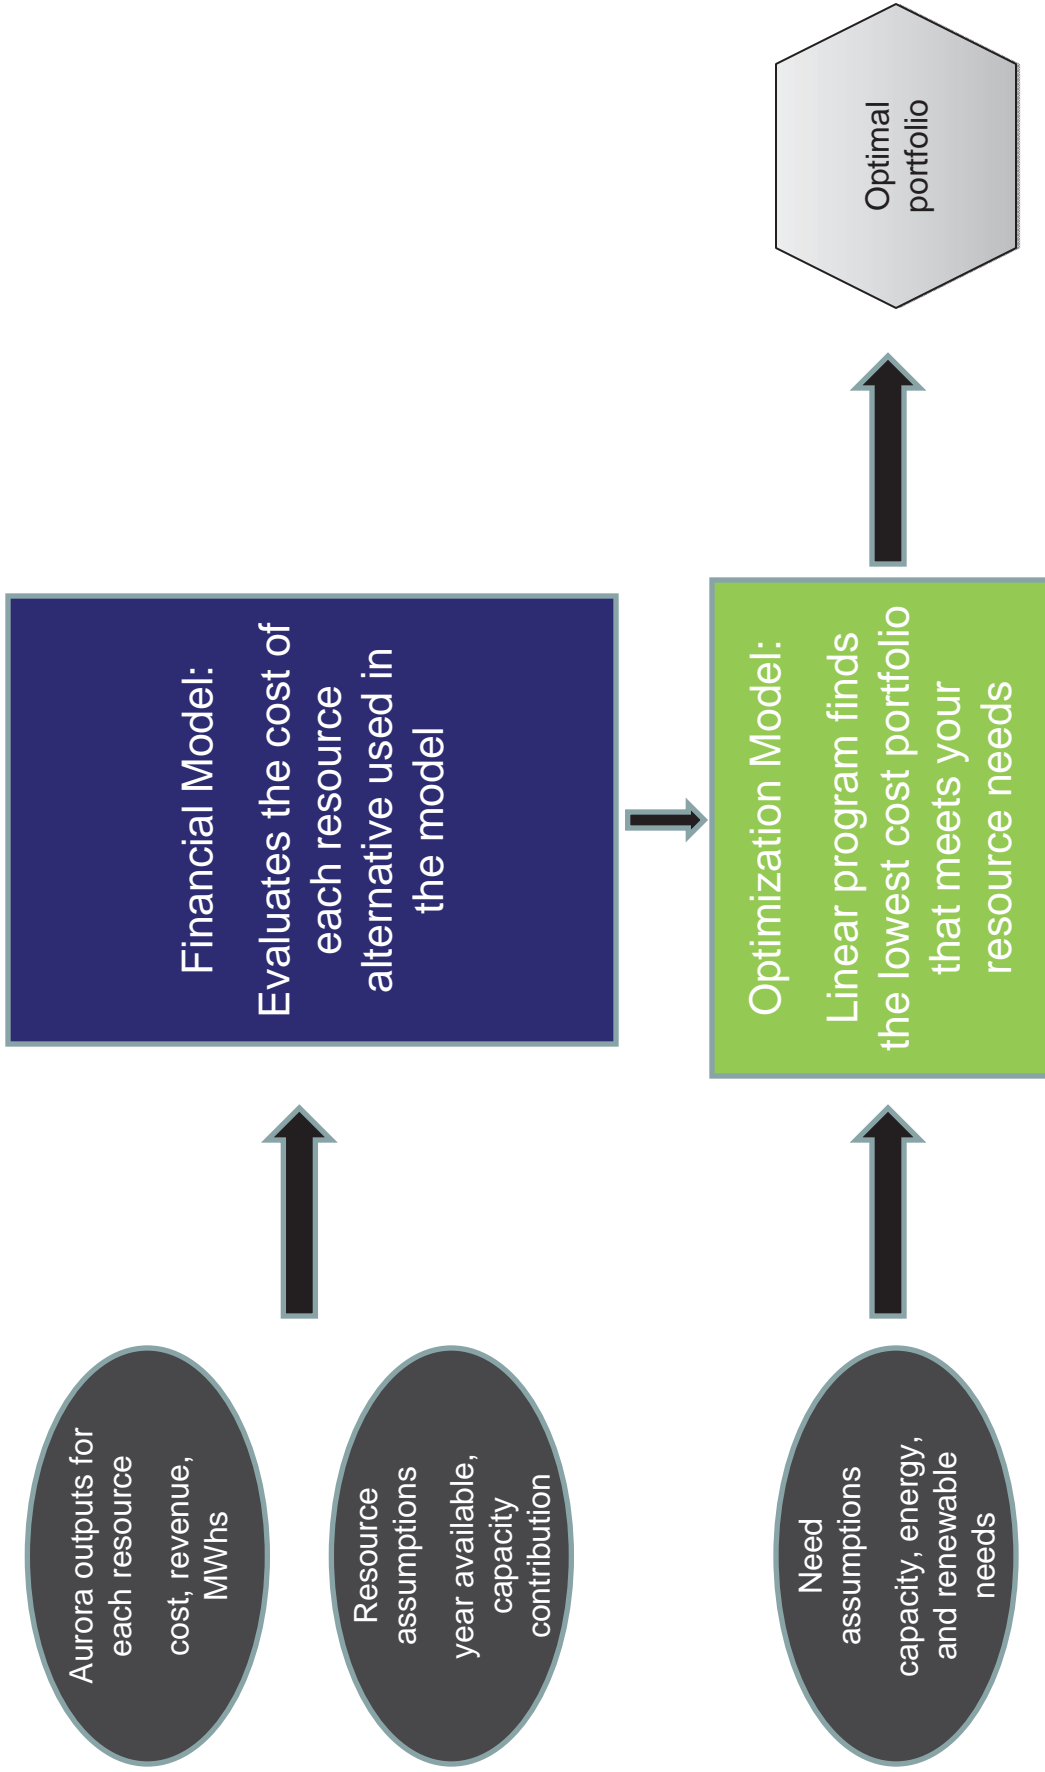 Aurora outputs for
each resource
cost, revenue,
MWhs
Resource
assumptions
year available,
capacity
contribution
Need
assumptions
capacity, energy,
and renewable
needs
Financial Model:
Evaluates the cost of
each resource
alternative used in
the model
Optimization Model:
Linear program finds
the lowest cost portfolio
that meets your
resource needs
Optimal
portfolio